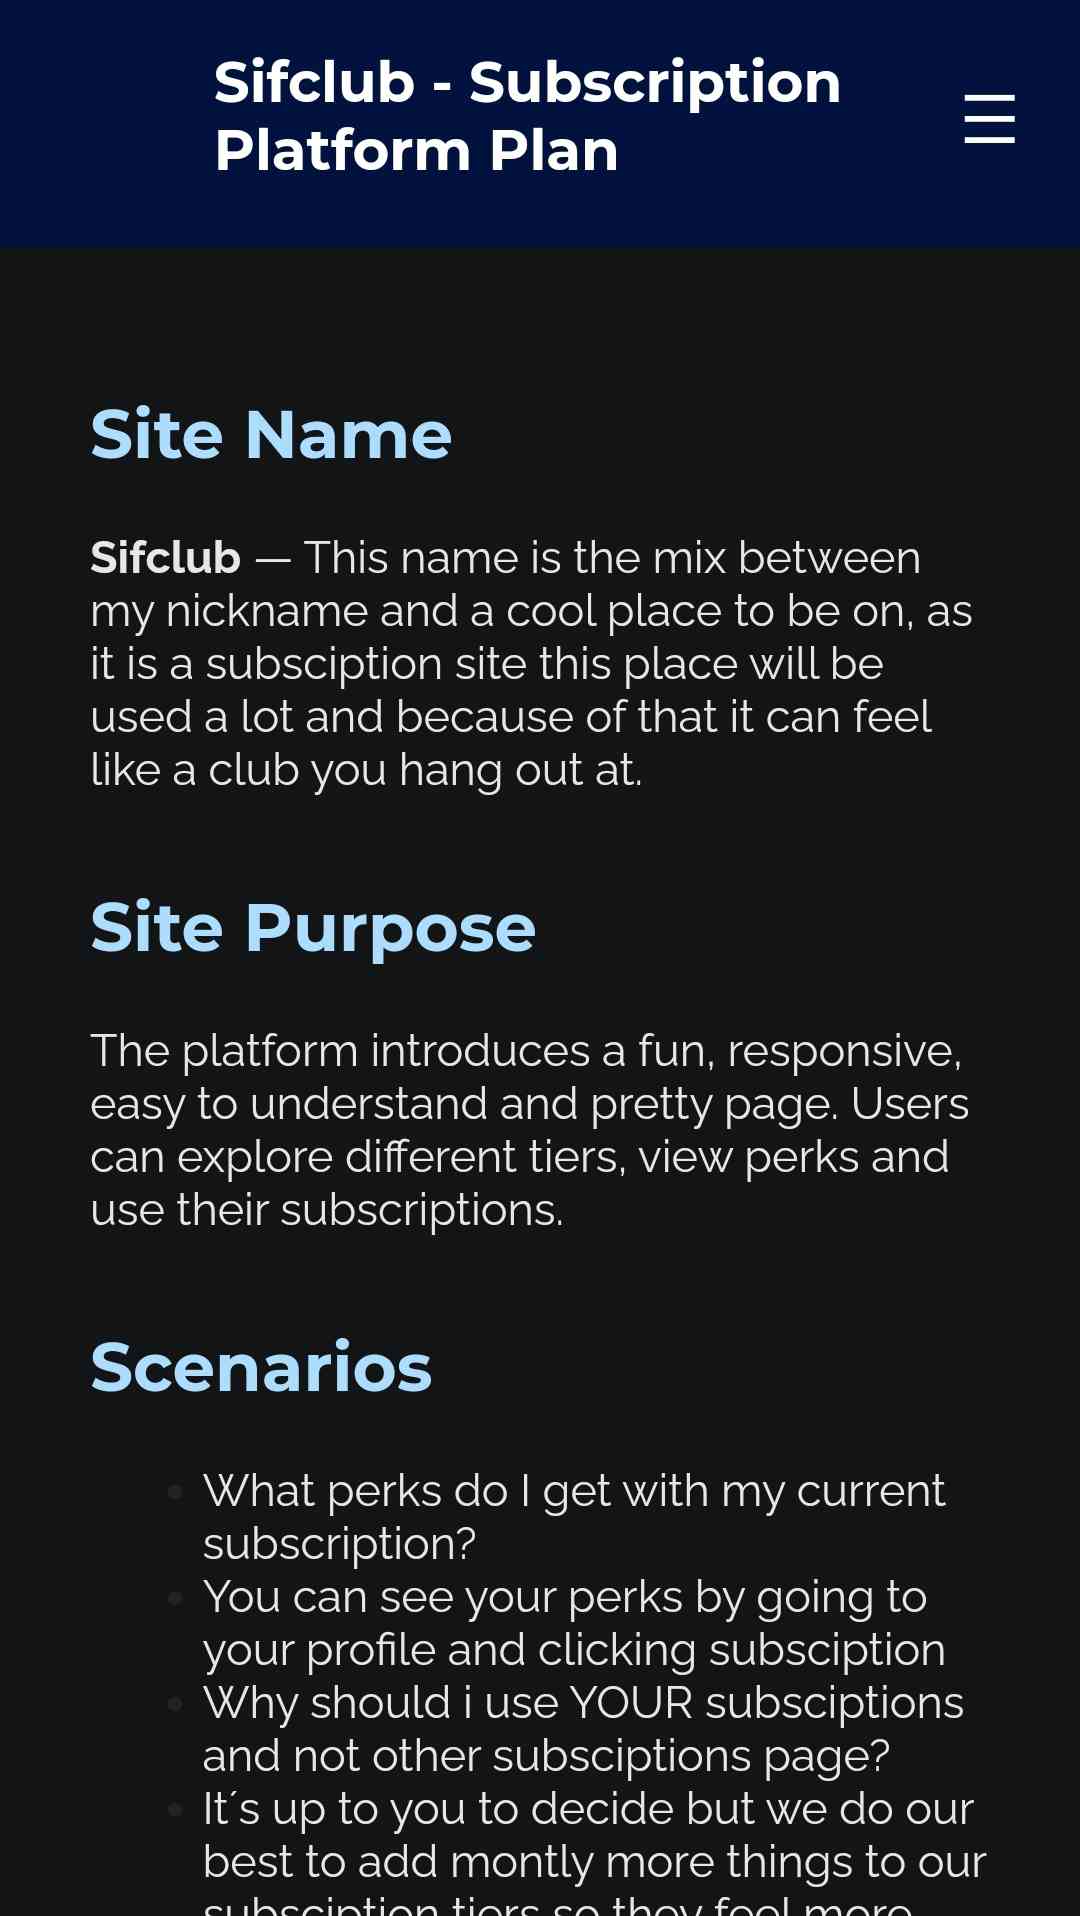 Sifclub - Subscription
Platform Plan
Site Name
Sifclub — This name is the mix between
my nickname and a cool place to be on, as
it is a subsciption site this place will be
used a lot and because of that it can feel
like a club you hang out at.
Site Purpose
The platform introduces a fun, responsive,
easy to understand and pretty page. Users
can explore different tiers, view perks and
use their subscriptions.
Scenarios
What perks do I get with my current
subscription?
You can see your perks by going to
your profile and clicking subsciption
Why should i use YOUR subsciptions
and not other subsciptions page?
It´s up to you to decide but we do our
best to add montly more things to our
subsciption tiers so they feel more